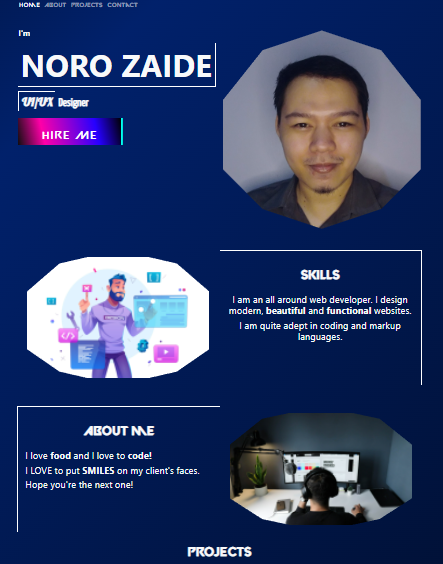 HOME ABOUT PROJECTS CONTACT
I'm
NORO ZAIDE
UI/UX Designer
HIRE ME
SKILLS
I am an all around web developer. I design
modern, beautiful and functional websites.
I am quite adept in coding and markup
languages.
ABOUT ME
I love food and I love to code!
I LOVE to put SMILES on my client's faces.
Hope you're the next one!
PROJECTS